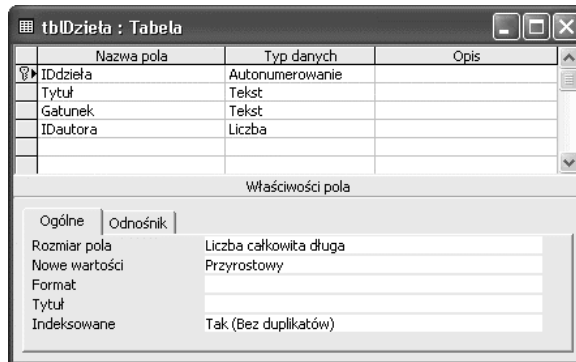 tblDzieła : Tabela
Nazwa pola Typ danych Opis
IDdzieła Autonumerowanie
Tytuł Tekst
Gatunek Tekst
IDautora Liczba
Właściwości pola
Ogólne Odnośnik
Rozmiar pola Liczba całkowita długa
Nowe wartości Przyrostowy
Format
Tytuł
Indeksowane Tak (Bez duplikatów)